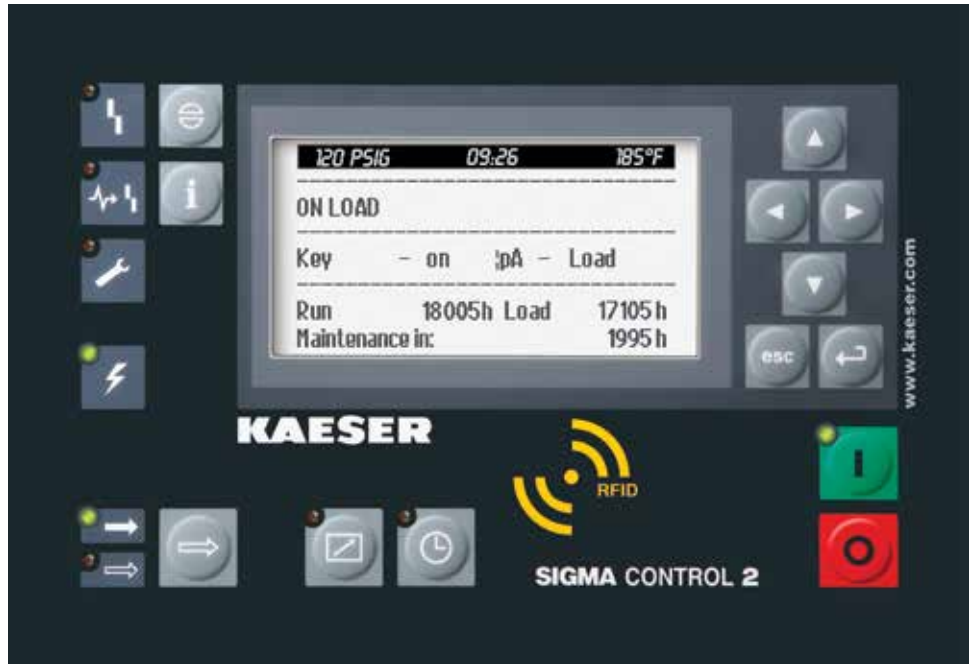 120 PSIG 09:26 185°F
ON LOAD
Key - on ¦pA - Load
Run 18005h Load 17105h
Maintenance in: 1995h
i
esc
www.kaeser.com
KAESER
RFID
I
O
SIGMA CONTROL 2